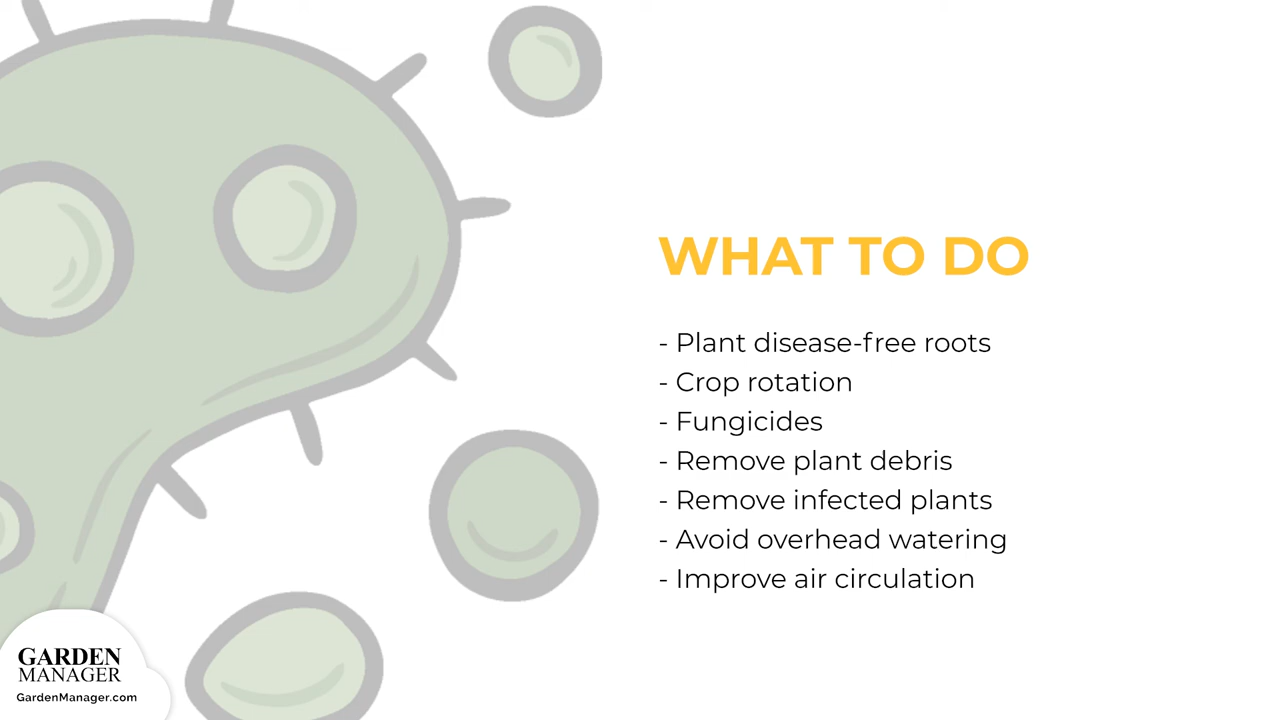 WHAT TO DO
- Plant disease-free roots
- Crop rotation
- Fungicides
- Remove plant debris
- Remove infected plants
- Avoid overhead watering
- Improve air circulation
GARDEN
MANAGER
GardenManager.com